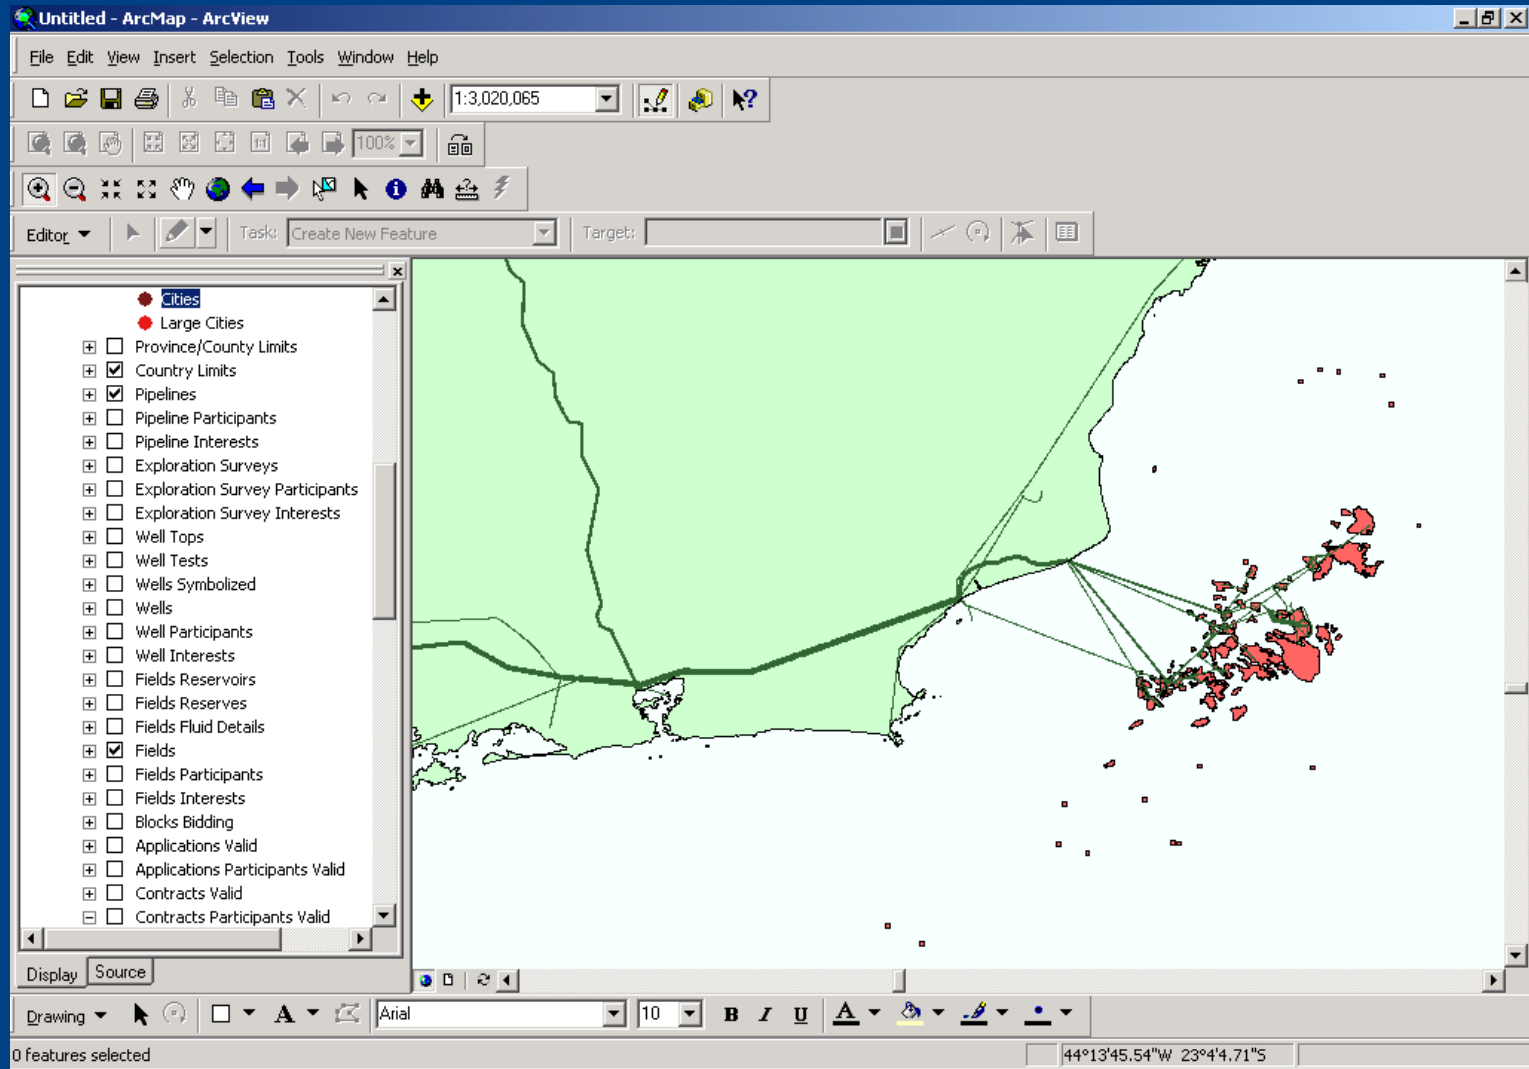 Untitled - ArcMap - ArcView
File Edit View Insert Selection Tools Window Help
1:3,020,065
1:1 100%
Editor Task: Create New Feature Target:
Cities
Large Cities
Province/County Limits
Country Limits
Pipelines
Pipeline Participants
Pipeline Interests
Exploration Surveys
Exploration Survey Participants
Exploration Survey Interests
Well Tops
Well Tests
Wells Symbolized
Wells
Well Participants
Well Interests
Fields Reservoirs
Fields Reserves
Fields Fluid Details
Fields
Fields Participants
Fields Interests
Blocks Bidding
Applications Valid
Applications Participants Valid
Contracts Valid
Contracts Participants Valid
Display Source
Drawing A Arial 10 B I U A
0 features selected
44°13'45.54"W 23°4'4.71"S